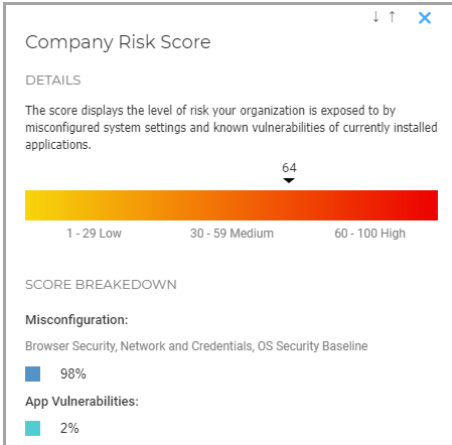 Company Risk Score
DETAILS
The score displays the level of risk your organization is exposed to by
misconfigured system settings and known vulnerabilities of currently installed
applications.
64
1 - 29 Low 30 - 59 Medium 60 - 100 High
SCORE BREAKDOWN
Misconfiguration:
Browser Security, Network and Credentials, OS Security Baseline
98%
App Vulnerabilities:
2%